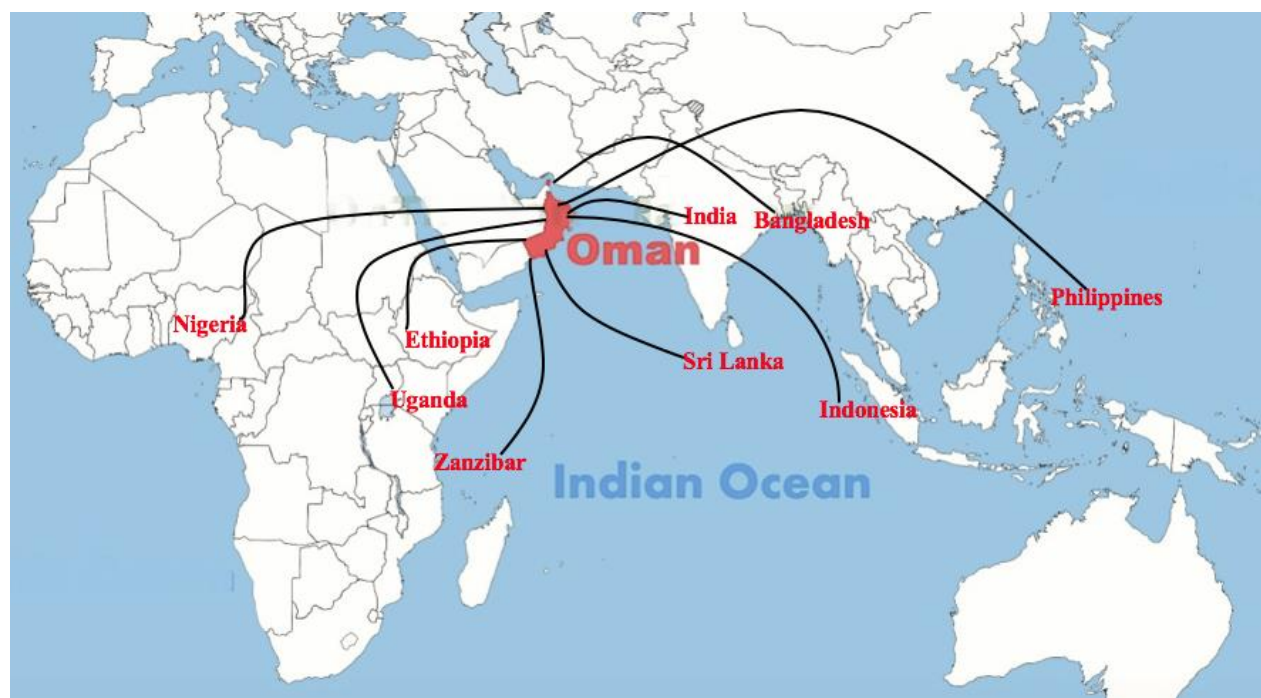 India
Bangladesh
Oman
Philippines
Nigeria
Ethiopia
Sri Lanka
Uganda
Indonesia
Zanzibar
Indian Ocean